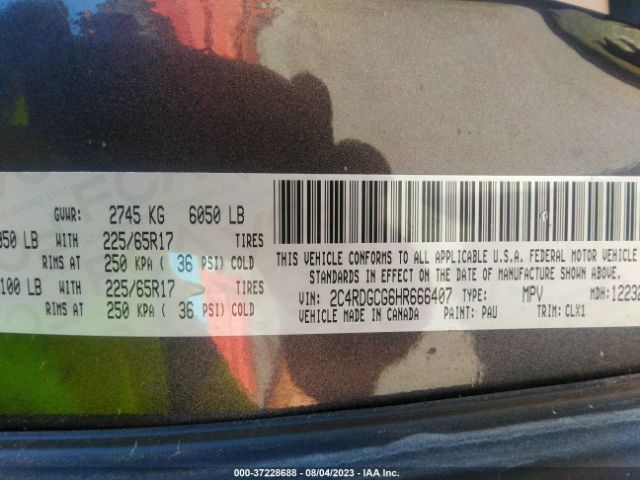 GVWR: 2745 KG 6050 LB
050 LB WITH 225/65R17 TIRES
RIMS AT 250 KPA ( 36 PSI) COLD
100 LB WITH 225/65R17 TIRES
RIMS AT 250 KPA ( 36 PSI) COLD
THIS VEHICLE CONFORMS TO ALL APPLICABLE U.S.A. FEDERAL MOTOR VEHICLE
STANDARDS IN EFFECT ON THE DATE OF MANUFACTURE SHOWN ABOVE.
VIN: 2C4RDGCG6HR666407 TYPE: MPV MDH: 12230
VEHICLE MADE IN CANADA PAINT: PAU TRIM: CLX1
000-37228688 - 08/04/2023 - IAA Inc.